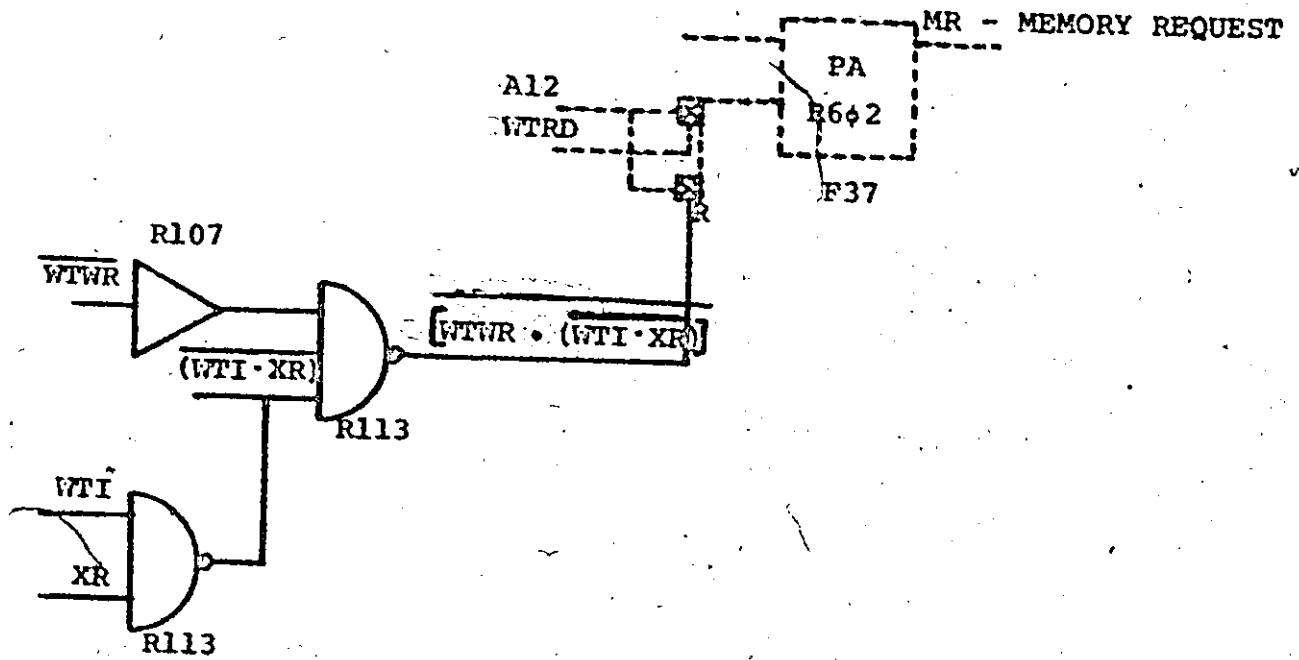 MR - MEMORY REQUEST
PA
R6ϕ2
A12
WTRD
F37
R
R107
WTWR
[WTWR • (WTI·XR)]
(WTI·XR)
R113
WTI
XR
R113